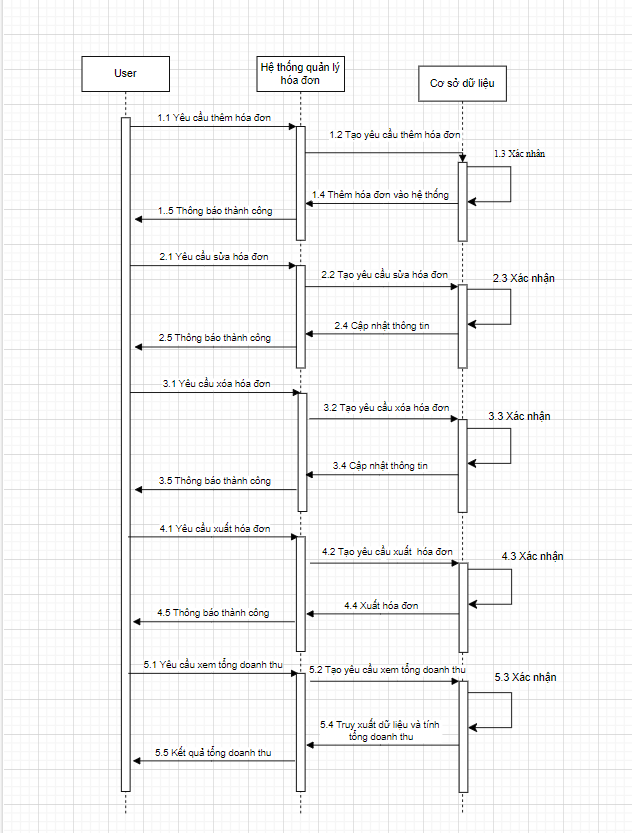 User
Hệ thống quản lý
hóa đơn
Cơ sở dữ liệu
1.1 Yêu cầu thêm hóa đơn
1.2 Tạo yêu cầu thêm hóa đơn
1.3 Xác nhân
1.4 Thêm hóa đơn vào hệ thống
1..5 Thông báo thành công
2.1 Yêu cầu sửa hóa đơn
2.2 Tạo yêu cầu sửa hóa đơn
2.3 Xác nhận
2.4 Cập nhật thông tin
2.5 Thông báo thành công
3.1 Yêu cầu xóa hóa đơn
3.2 Tạo yêu cầu xóa hóa đơn
3.3 Xác nhận
3.4 Cập nhật thông tin
3.5 Thông báo thành công
4.1 Yêu cầu xuất hóa đơn
4.2 Tạo yêu cầu xuất hóa đơn
4.3 Xác nhận
4.4 Xuất hóa đơn
4.5 Thông báo thành công
5.1 Yêu cầu xem tổng doanh thu
5.2 Tạo yêu cầu xem tổng doanh thu
5.3 Xác nhận
5.4 Truy xuất dữ liệu và tính
tổng doanh thu
5.5 Kết quả tổng doanh thu